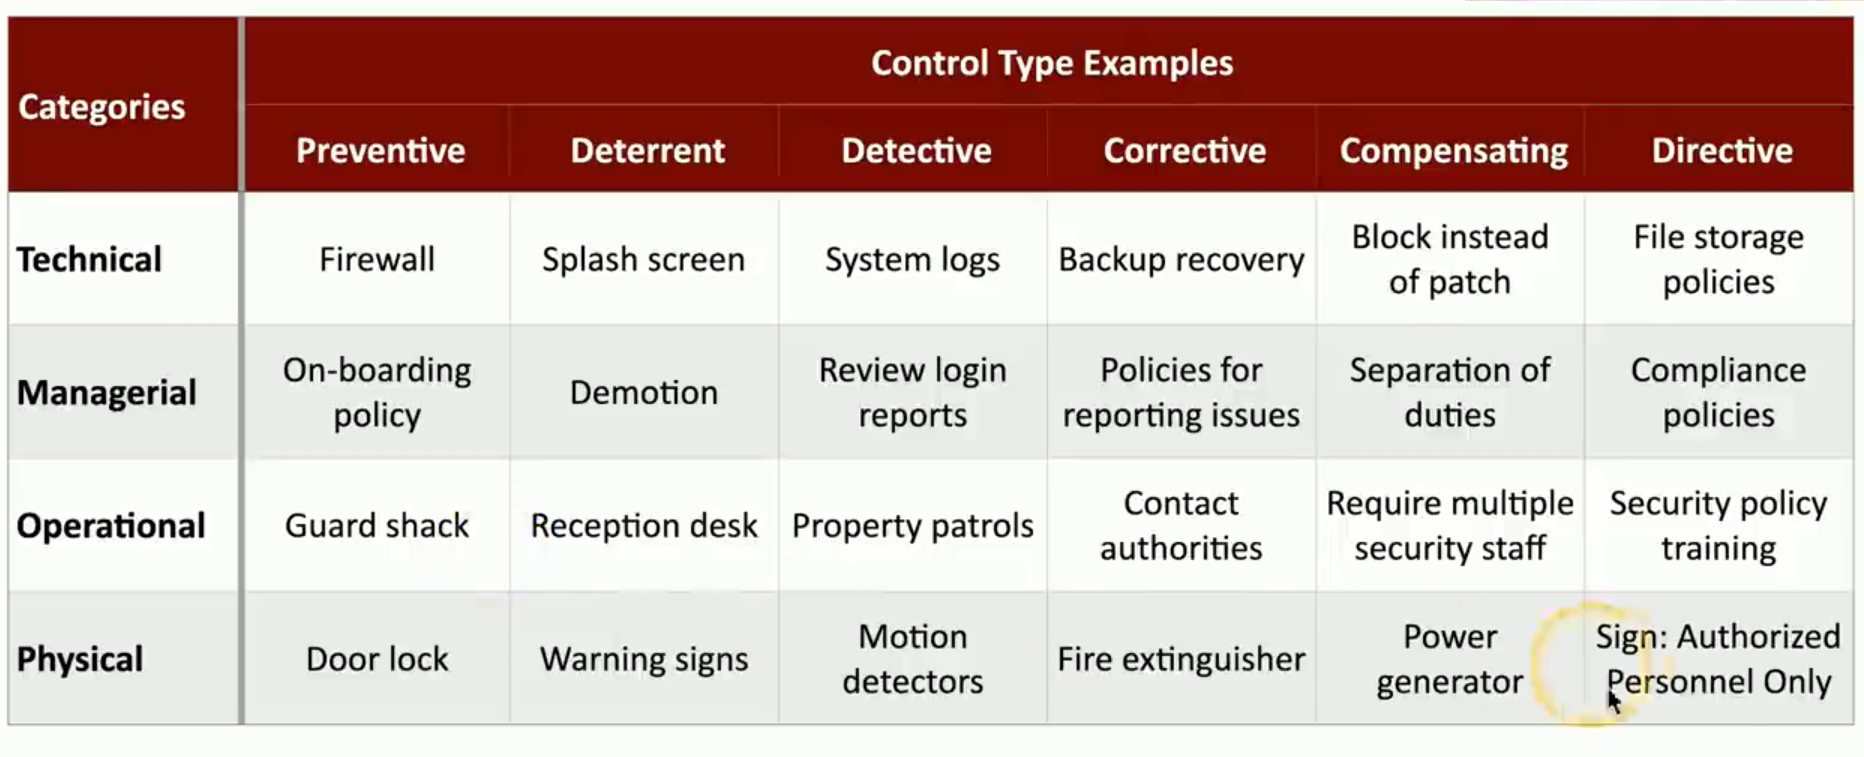 Categories
Control Type Examples
Preventive Deterrent Detective Corrective Compensating Directive
Technical
Firewall
Splash screen
System logs
Backup recovery
Block instead
of patch
File storage
policies
Managerial
On-boarding
policy
Demotion
Review login
reports
Policies for
reporting issues
Separation of
duties
Compliance
policies
Operational
Guard shack
Reception desk
Property patrols
Contact
authorities
Require multiple
security staff
Security policy
training
Physical
Door lock
Warning signs
Motion
detectors
Fire extinguisher
Power
generator
Sign: Authorized
Personnel Only